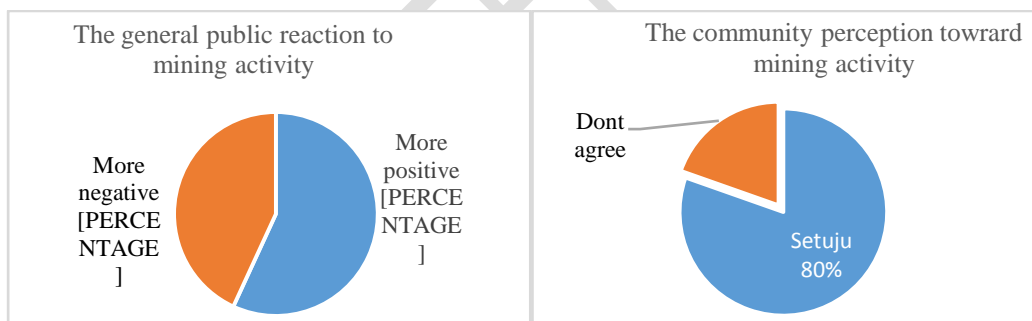 The general public reaction to
mining activity
More
negative
[PERCE
NTAGE
]
More
positive
[PERCE
NTAGE
]
The community perception towrard
mining activity
Dont
agree
Setuju
80%